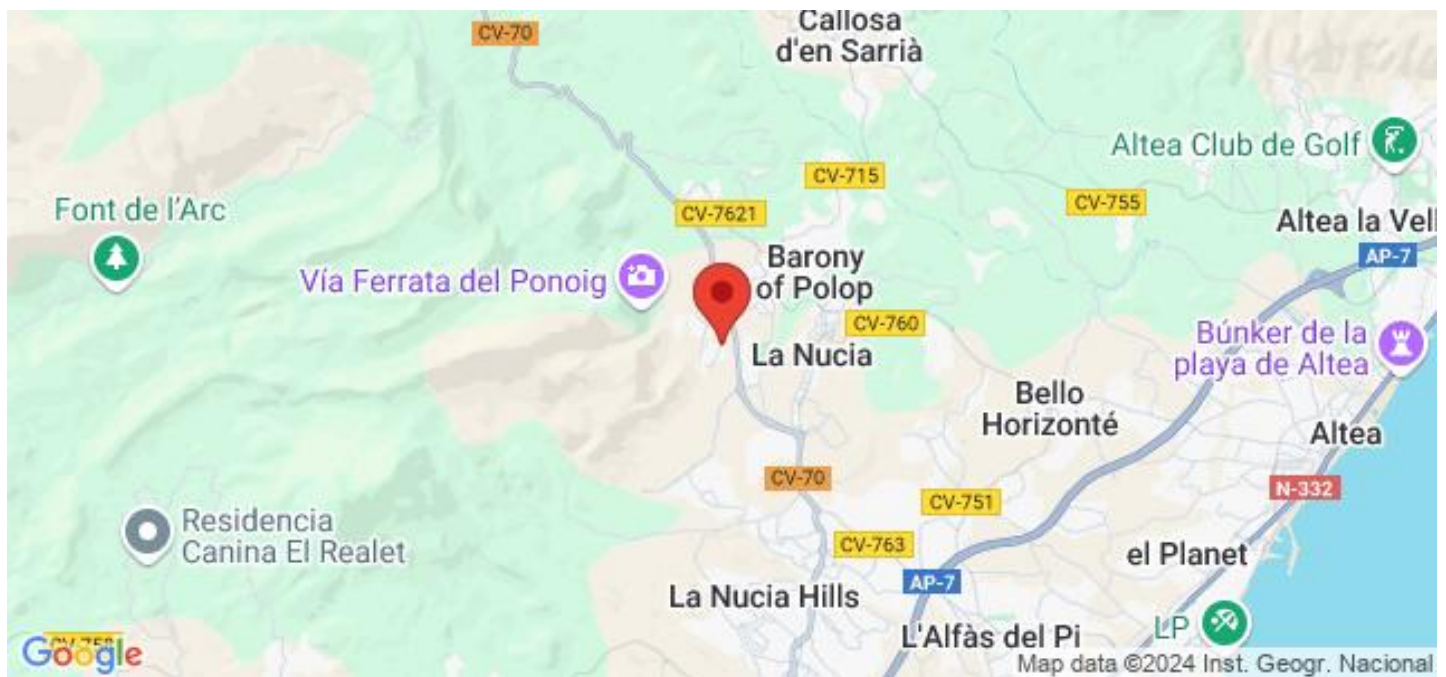 Callosa
d'en Sarrià
CV-70
Altea Club de Golf
CV-715
CV-755
Font de l'Arc
CV-7621
Altea la Vell
AP-7
Barony
of Polop
Vía Ferrata del Ponoig
CV-760
Búnker de la
playa de Altea
La Nucia
Bello
Horizonté
Altea
CV-70
N-332
CV-751
Residencia
Canina El Realet
CV-763
el Planet
AP-7
La Nucia Hills
L'Alfàs del Pi
LP
Google
Map data ©2024 Inst. Geogr. Nacional